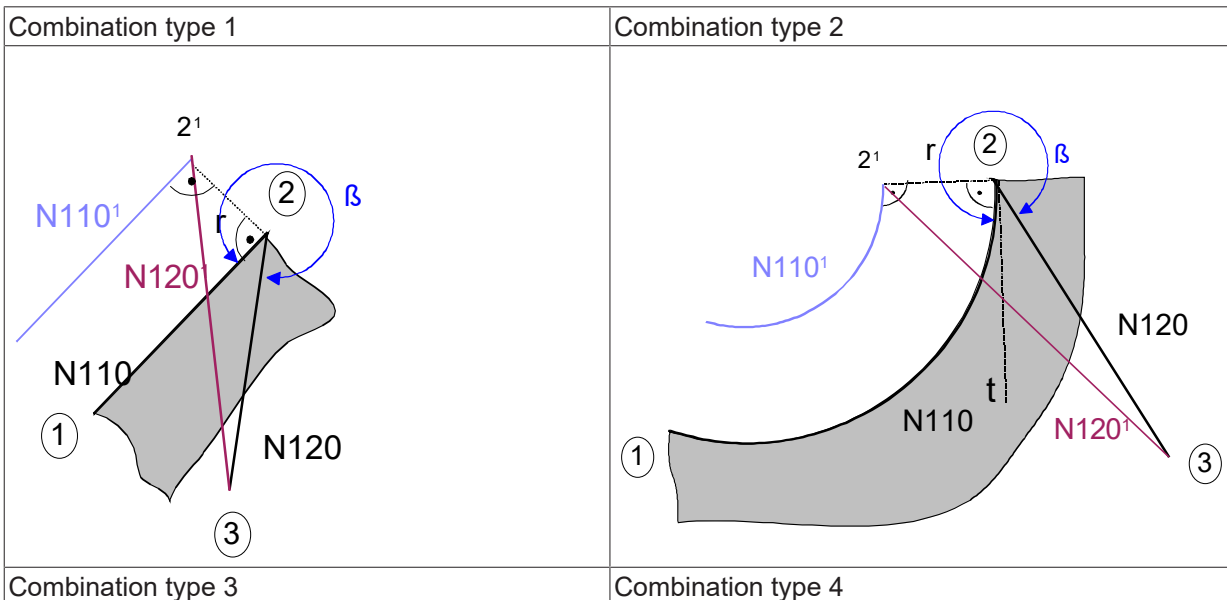 Combination type 1
2¹
2
ß
N110¹
r
N120¹
N110
1
N120
3
Combination type 2
2
r
ß
2¹
N110¹
N120
t
N110
N120¹
1
3
Combination type 3
Combination type 4